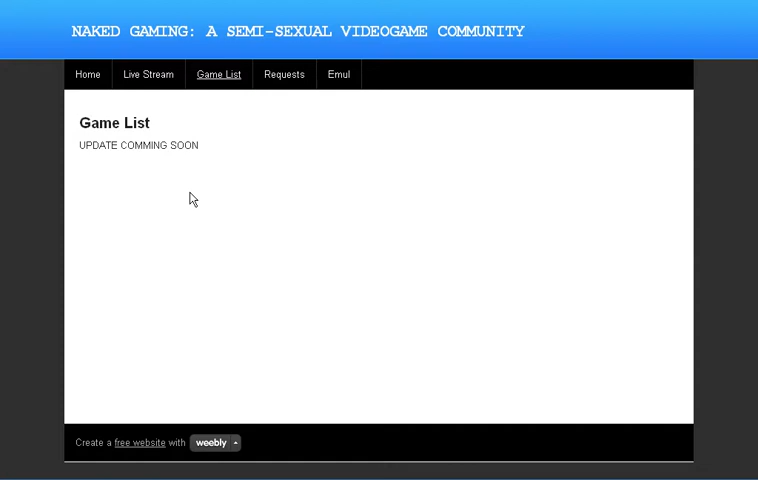 NAKED GAMING: A SEMI-SEXUAL VIDEOGAME COMMUNITY
Home Live Stream Game List Requests Emul
Game List
UPDATE COMMING SOON
Create a free website with weebly